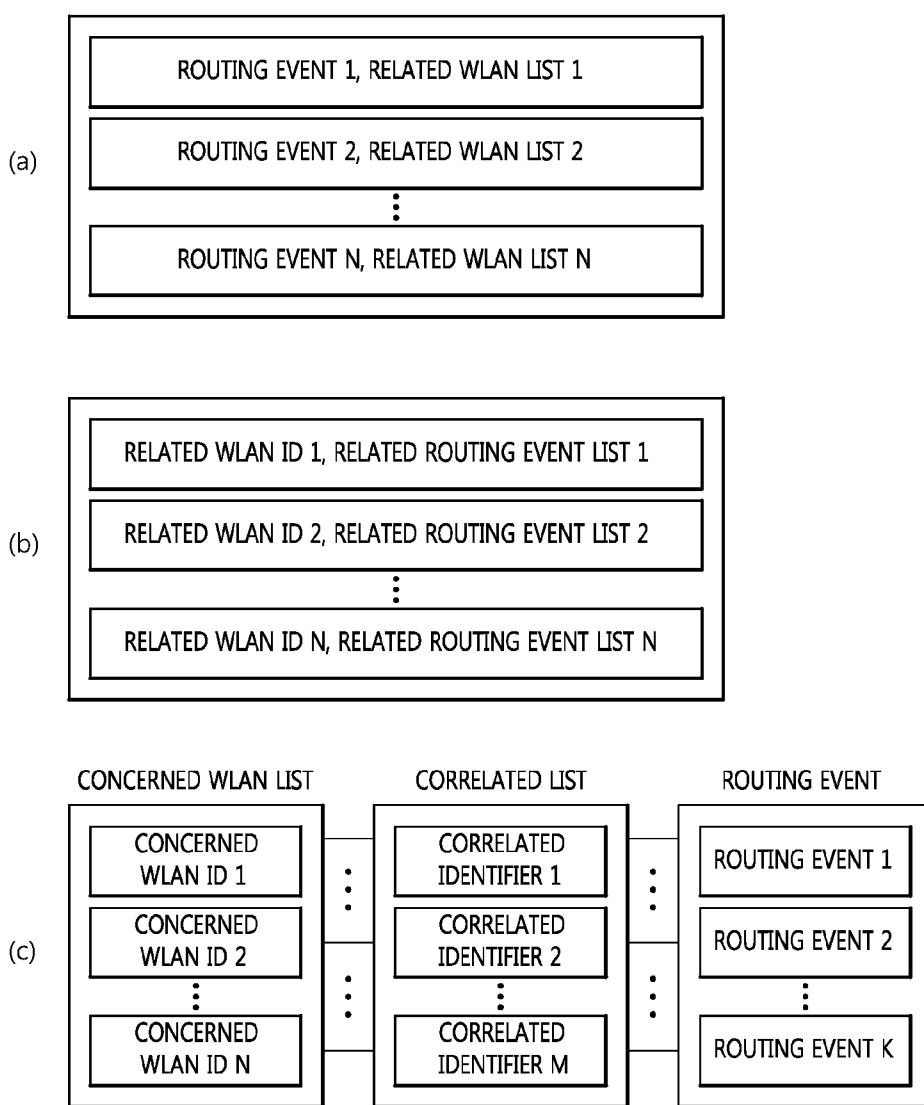 (a)
ROUTING EVENT 1, RELATED WLAN LIST 1
ROUTING EVENT 2, RELATED WLAN LIST 2
ROUTING EVENT N, RELATED WLAN LIST N
(b)
RELATED WLAN ID 1, RELATED ROUTING EVENT LIST 1
RELATED WLAN ID 2, RELATED ROUTING EVENT LIST 2
RELATED WLAN ID N, RELATED ROUTING EVENT LIST N
(c)
CONCERNED WLAN LIST
CONCERNED
WLAN ID 1
CONCERNED
WLAN ID 2
CONCERNED
WLAN ID N
CORRELATED LIST
CORRELATED
IDENTIFIER 1
CORRELATED
IDENTIFIER 2
CORRELATED
IDENTIFIER M
ROUTING EVENT
ROUTING EVENT 1
ROUTING EVENT 2
ROUTING EVENT K